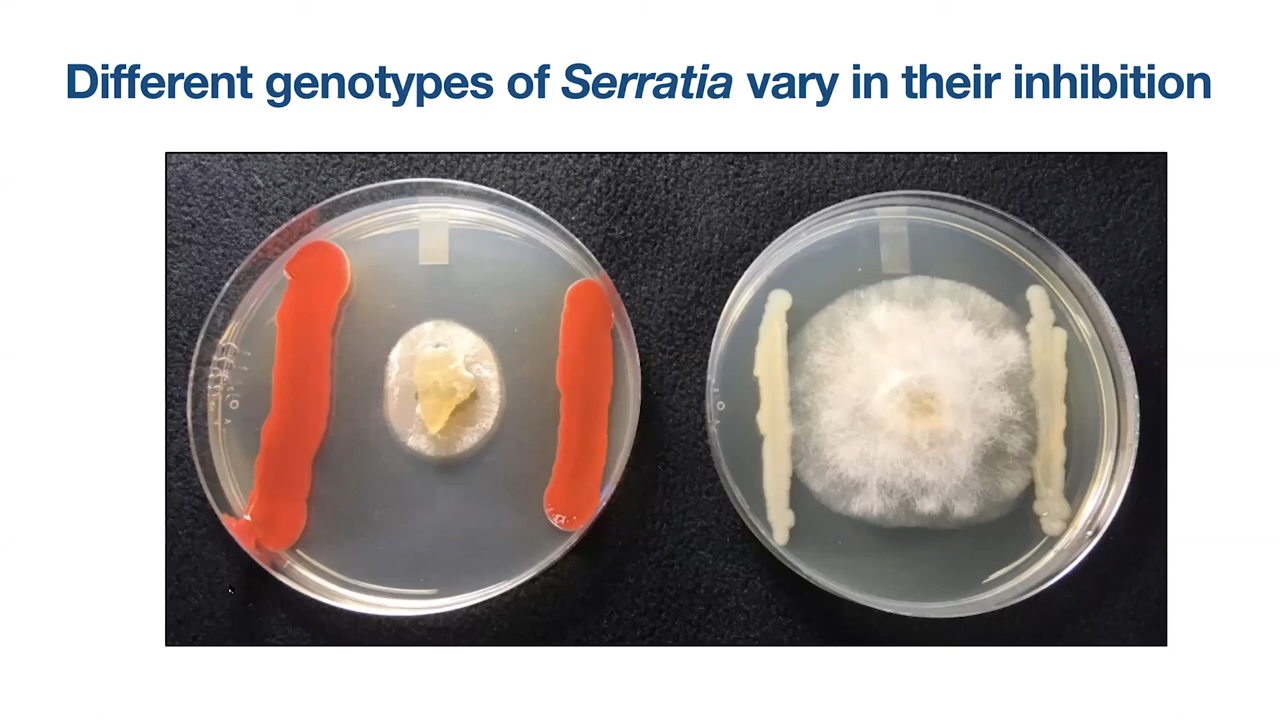 Different genotypes of Serratia vary in their inhibition